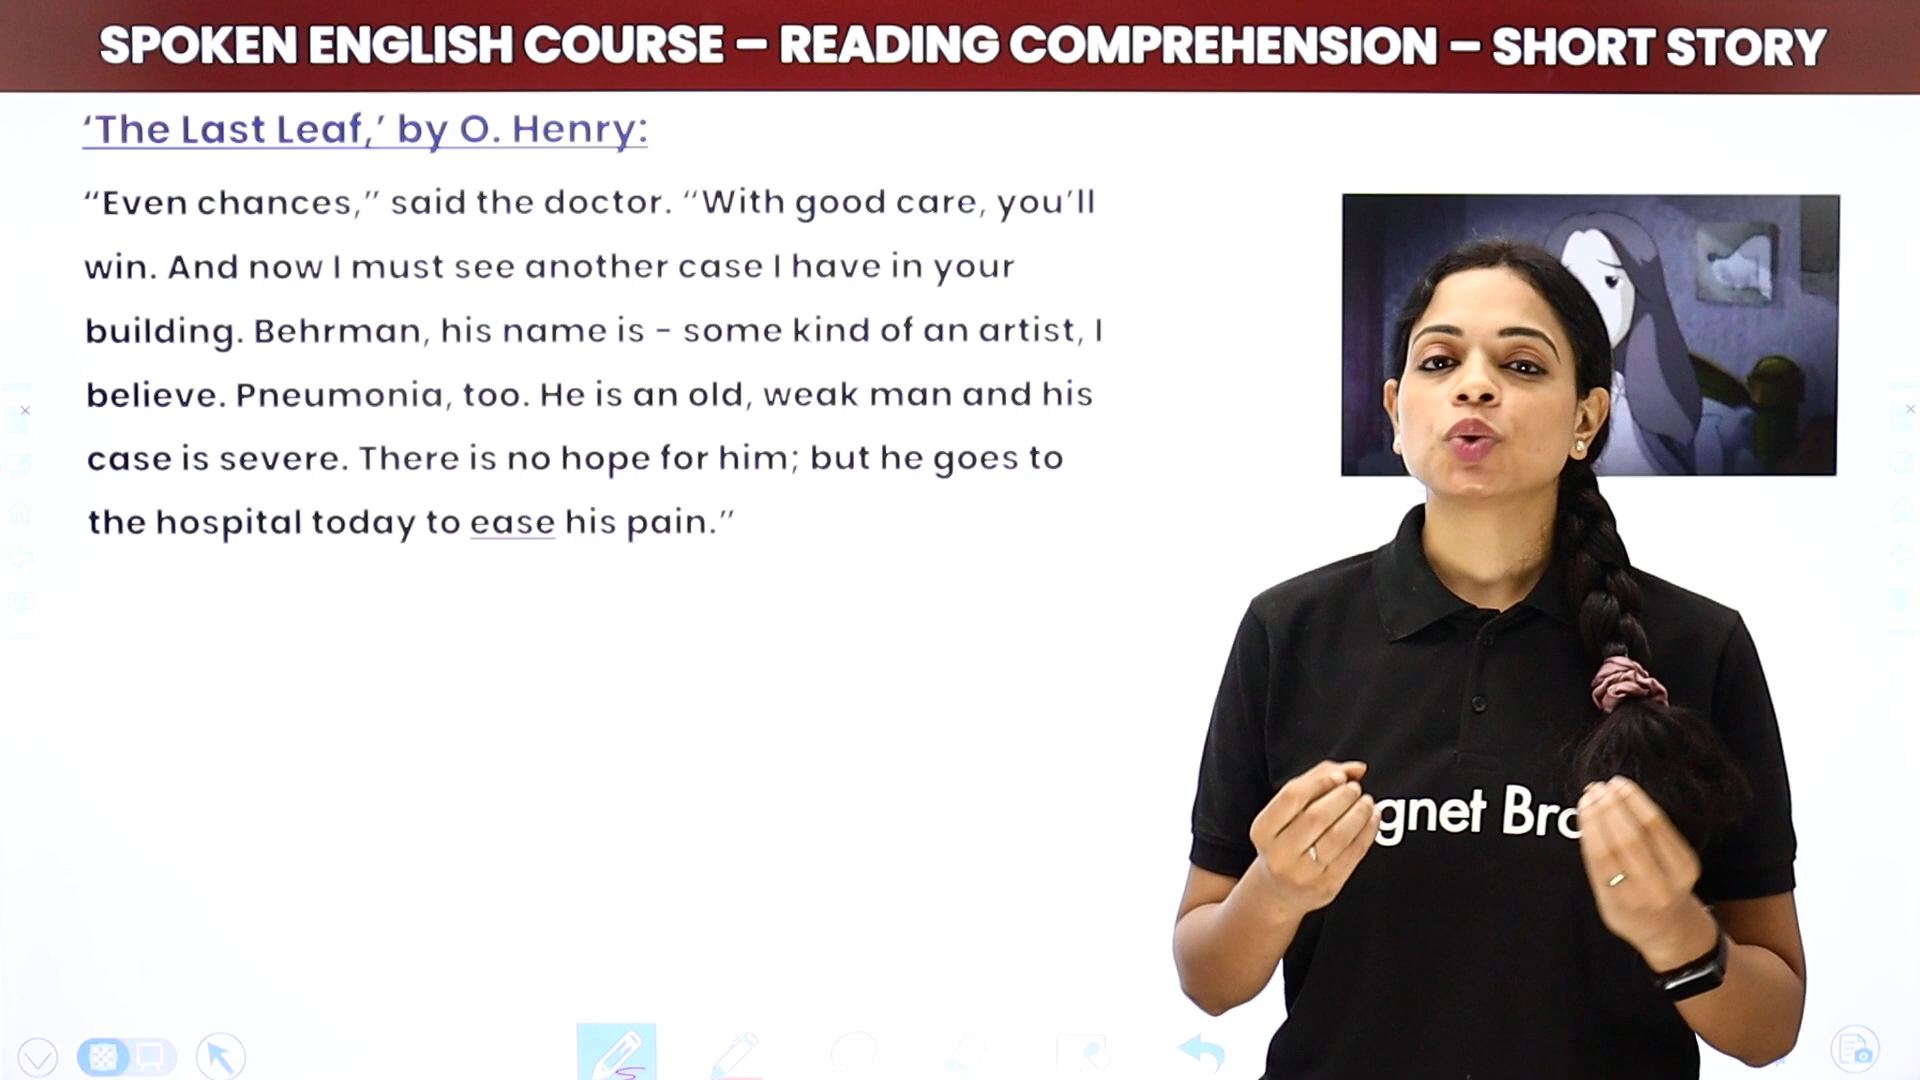 SPOKEN ENGLISH COURSE – READING COMPREHENSION – SHORT STORY
‘The Last Leaf,’ by O. Henry:
“Even chances,” said the doctor. “With good care, you’ll
win. And now I must see another case I have in your
building. Behrman, his name is - some kind of an artist, I
believe. Pneumonia, too. He is an old, weak man and his
case is severe. There is no hope for him; but he goes to
the hospital today to ease his pain.”
gnet Bra